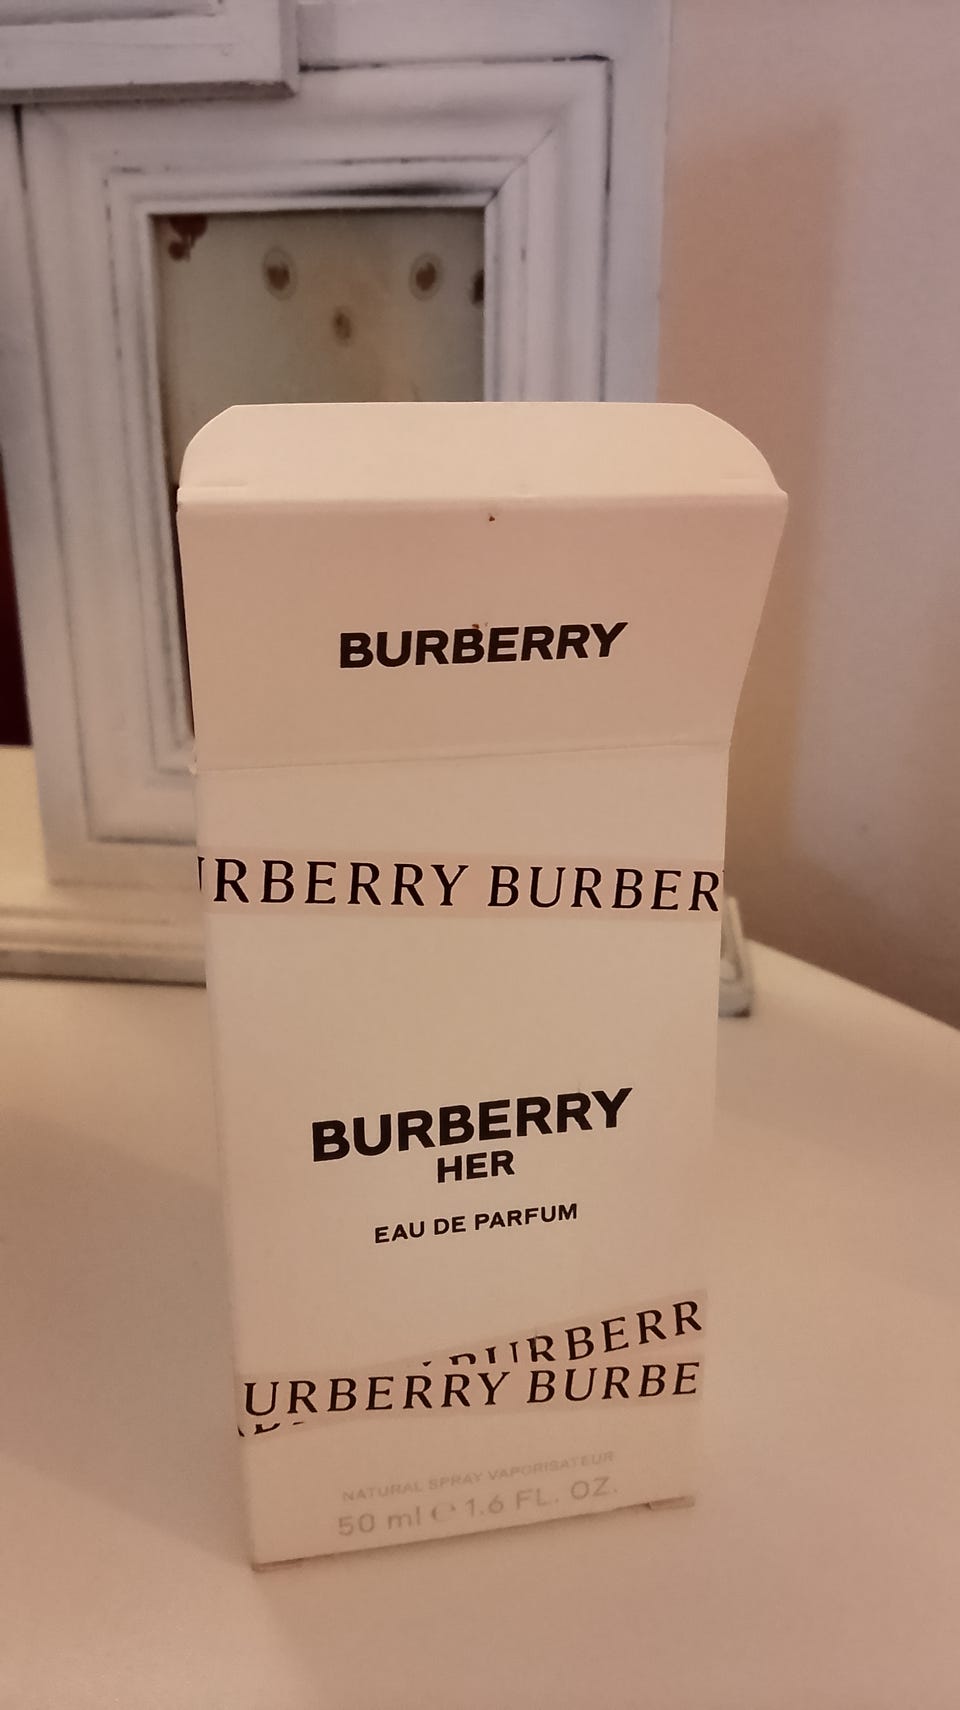 BURBERRY
URBERRY BURBER
BURBERRY
HER
EAU DE PARFUM
BURBERR
URBERRY BURBE
NATURAL SPRAY VAPORISATEUR
50 ml ℮ 1.6 FL. OZ.